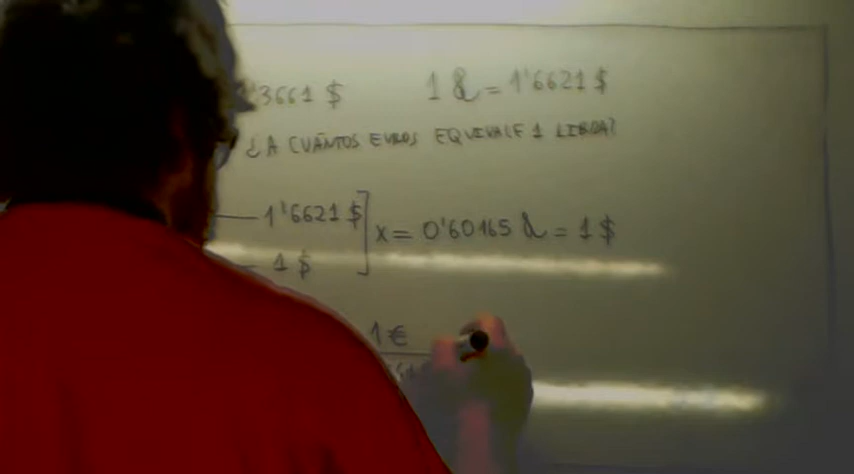 '3661 $ 1 £ = 1'6621 $
¿A CUÁNTOS EUROS EQUIVALE 1 LIBRA?
1'6621 $
x = 0'60165 £ = 1 $
1 $
1 €